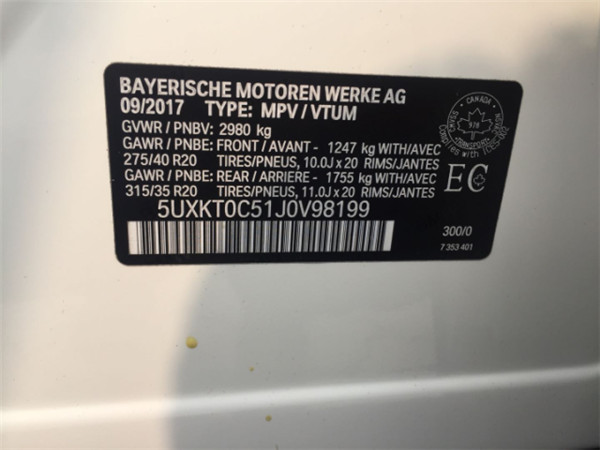 BAYERISCHE MOTOREN WERKE AG
09/2017 TYPE: MPV / VTUM
GVWR / PNBV: 2980 kg
GAWR / PNBE: FRONT / AVANT - 1247 kg WITH/AVEC
275/40 R20 TIRES/PNEUS, 10.0J x 20 RIMS/JANTES
GAWR / PNBE: REAR / ARRIERE - 1755 kg WITH/AVEC
315/35 R20 TIRES/PNEUS, 11.0J x 20 RIMS/JANTES
5UXKT0C51J0V98199
CANADA
EC
300/0
7 353 401